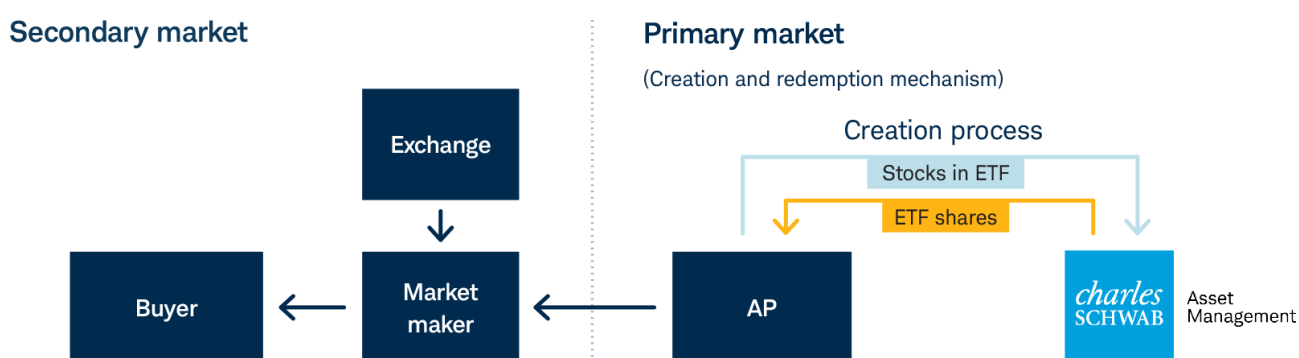 Secondary market
Primary market
(Creation and redemption mechanism)
Exchange
Creation process
Stocks in ETF
ETF shares
Buyer
Market
maker
AP
charles
SCHWAB
Asset
Management